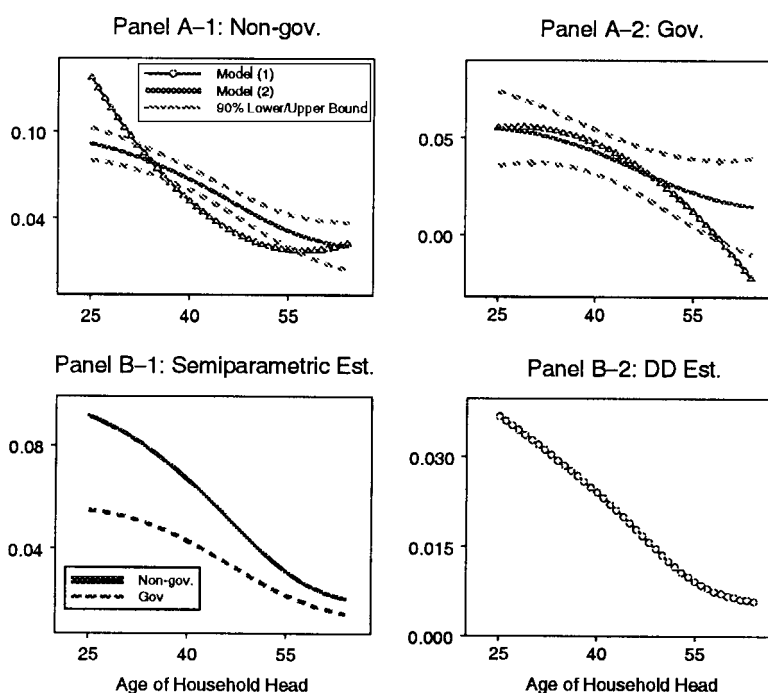 Panel A–1: Non-gov.
Model (1)
Model (2)
90% Lower/Upper Bound
0.10
0.04
25 40 55
Panel A–2: Gov.
0.05
0.00
25 40 55
Panel B–1: Semiparametric Est.
0.08
0.04
Non-gov.
Gov
25 40 55
Age of Household Head
Panel B–2: DD Est.
0.030
0.015
0.000
25 40 55
Age of Household Head